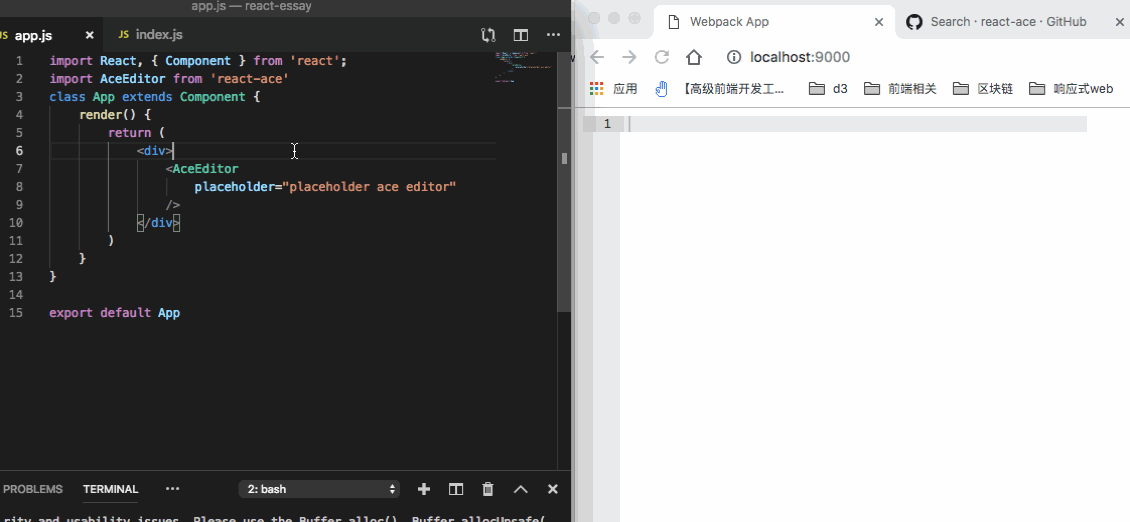 app.js — react-essay
JS app.js × JS index.js ···
1 import React, { Component } from 'react';
2 import AceEditor from 'react-ace'
3 class App extends Component {
4 render() {
5 return (
6 <div>
7 <AceEditor
8 placeholder="placeholder ace editor"
9 />
10 </div>
11 )
12 }
13 }
14
15 export default App
PROBLEMS TERMINAL ··· 2: bash
rity and usability issues. Please use the Buffer.alloc(), Buffer.allocUnsafe(
Webpack App × Search · react-ace · GitHub ×
localhost:9000
应用 【高级前端开发工... d3 前端相关 区块链 响应式web
1